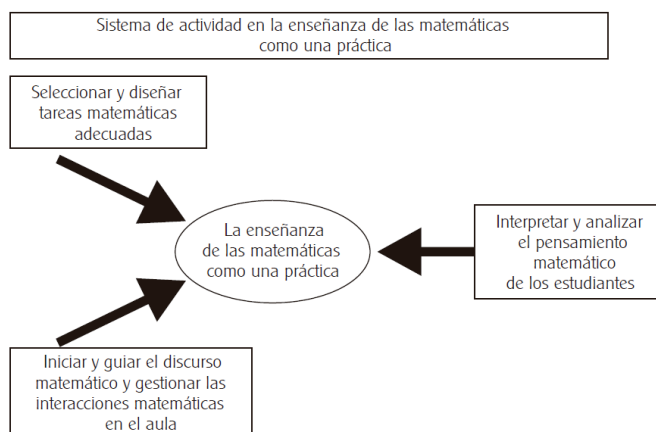 Sistema de actividad en la enseñanza de las matemáticas
como una práctica
Seleccionar y diseñar
tareas matemáticas
adecuadas
La enseñanza
de las matemáticas
como una práctica
Interpretar y analizar
el pensamiento
matemático
de los estudiantes
Iniciar y guiar el discurso
matemático y gestionar las
interacciones matemáticas
en el aula